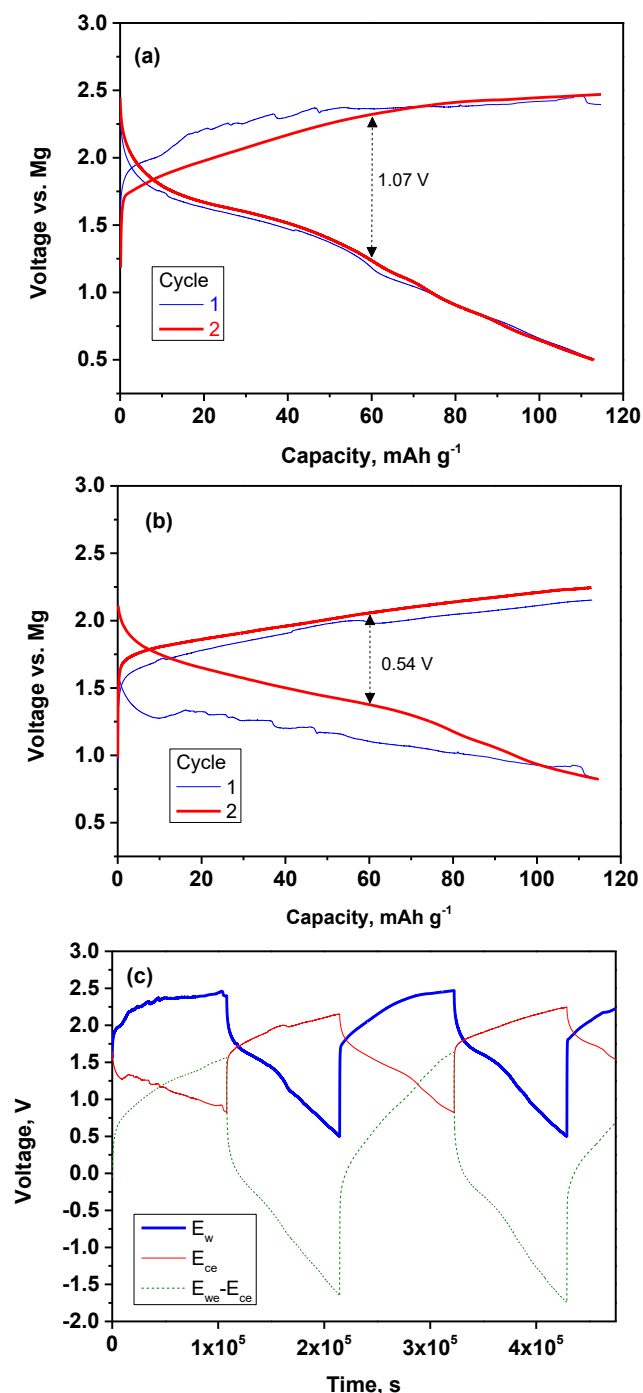 (a)
3.0
2.5
2.0
1.5
1.0
0.5
Voltage vs. Mg
1.07 V
Cycle
1
2
0 20 40 60 80 100 120
Capacity, mAh g⁻¹
(b)
3.0
2.5
2.0
1.5
1.0
0.5
Voltage vs. Mg
0.54 V
Cycle
1
2
0 20 40 60 80 100 120
Capacity, mAh g⁻¹
(c)
3.0
2.5
2.0
1.5
1.0
0.5
0.0
-0.5
-1.0
-1.5
-2.0
Voltage, V
E_w
E_ce
E_we-E_ce
0 1x10⁵ 2x10⁵ 3x10⁵ 4x10⁵
Time, s